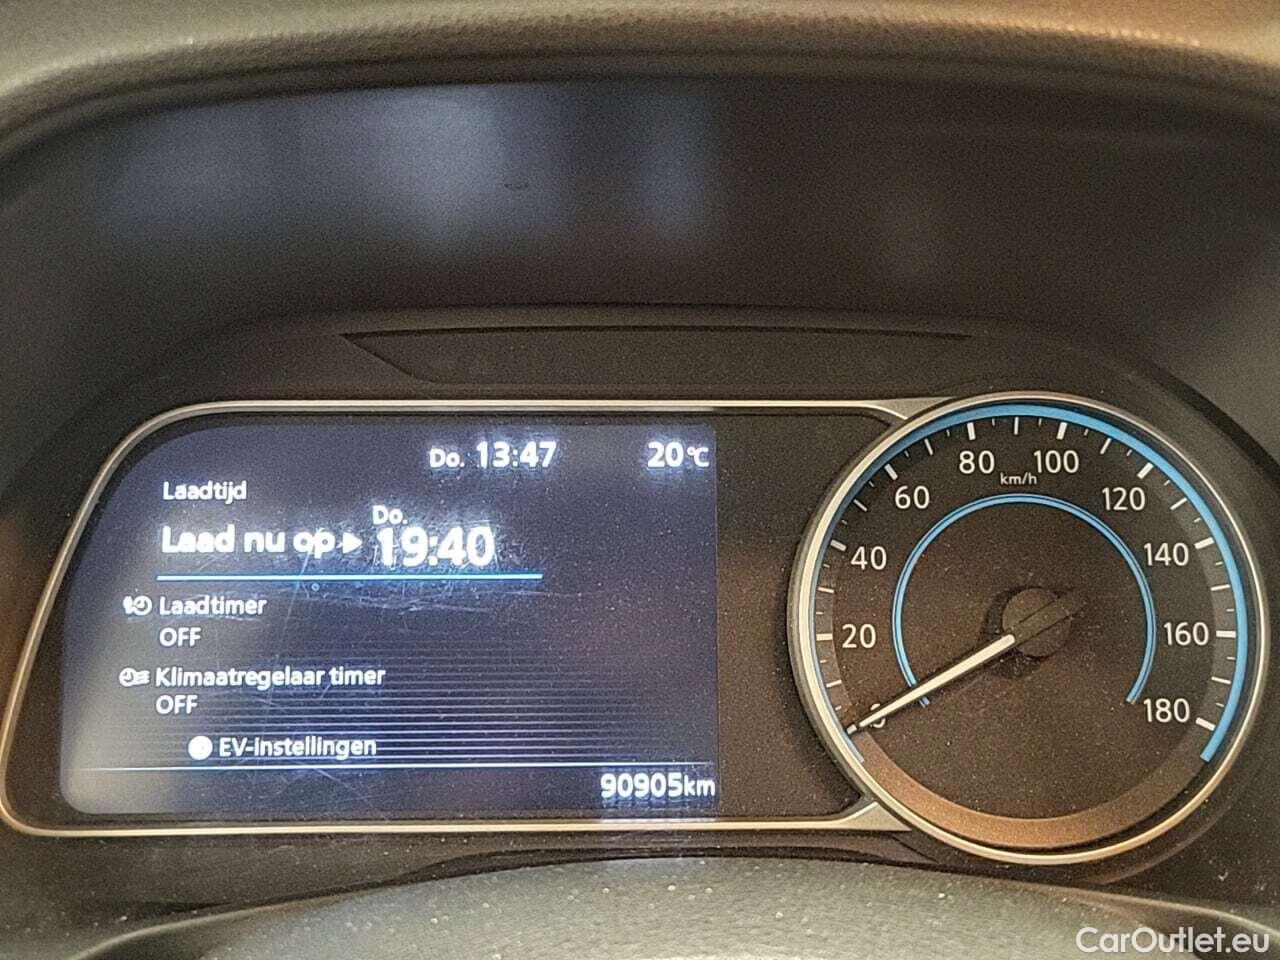 Do. 13:47 20°C
Laadtijd
Do.
Laad nu op 19:40
Laadtimer
OFF
Klimaatregelaar timer
OFF
EV-instellingen
90905km
0
20
40
60
80
100
120
140
160
180
km/h
CarOutlet.eu